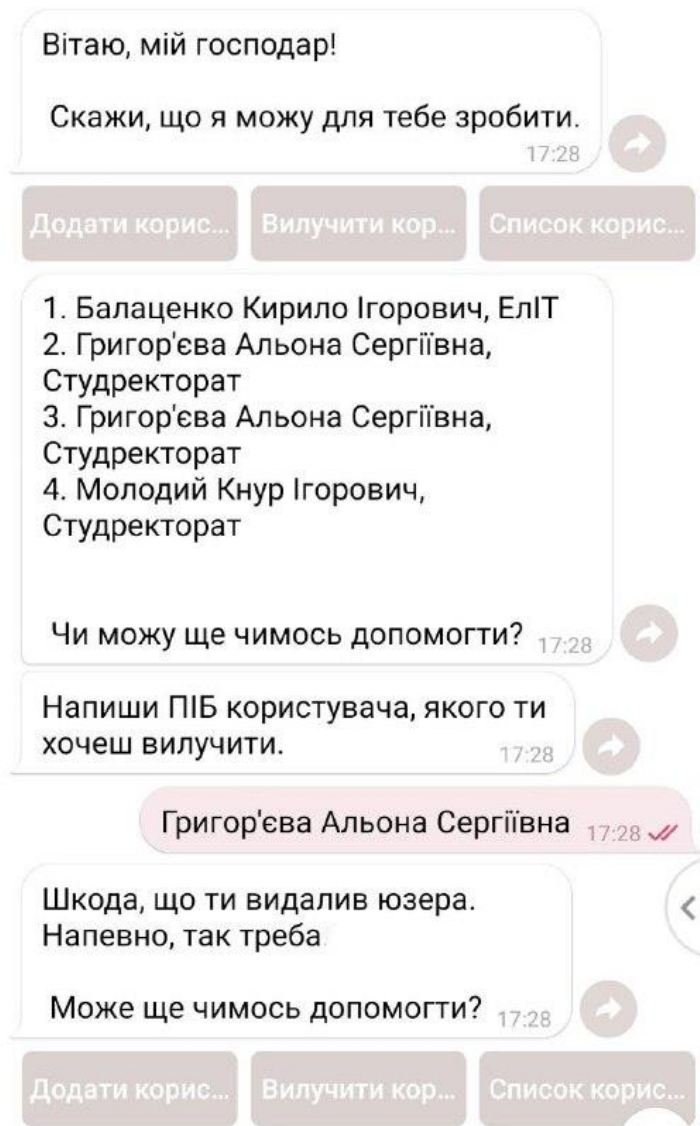 Вітаю, мій господар!
Скажи, що я можу для тебе зробити.
17:28
Додати корис...
Вилучити кор...
Список корис...
1. Балаценко Кирило Ігорович, ЕлІТ
2. Григор'єва Альона Сергіївна,
Студректорат
3. Григор'єва Альона Сергіївна,
Студректорат
4. Молодий Кнур Ігорович,
Студректорат
Чи можу ще чимось допомогти? 17:28
Напиши ПІБ користувача, якого ти
хочеш вилучити. 17:28
Григор'єва Альона Сергіївна 17:28
Шкода, що ти видалив юзера.
Напевно, так треба
Може ще чимось допомогти? 17:28
Додати корис...
Вилучити кор...
Список корис...